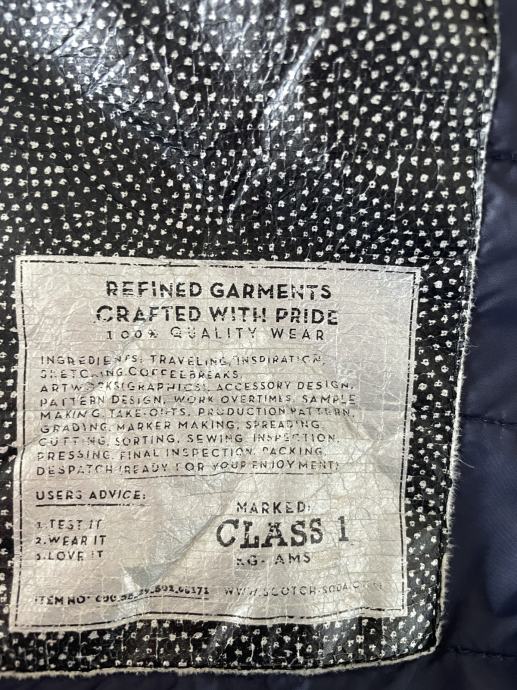 REFINED GARMENTS
CRAFTED WITH PRIDE
100% QUALITY WEAR
INGREDIENTS: TRAVELING, INSPIRATION,
SKETCHING, COFFEEBREAKS,
ARTWORKS(GRAPHICS), ACCESSORY DESIGN,
PATTERN DESIGN, WORK OVERTIMES, SAMPLE
MAKING, TAKE-OUTS, PRODUCTION PATTERN,
GRADING, MARKER MAKING, SPREADING,
CUTTING, SORTING, SEWING INSPECTION,
PRESSING, FINAL INSPECTION, PACKING,
DESPATCH (READY FOR YOUR ENJOYMENT)
USERS ADVICE:
1. TEST IT
2. WEAR IT
3. LOVE IT
MARKED:
CLASS 1
AMS
ITEM NO°
WWW.SCOTCH-SODA.COM